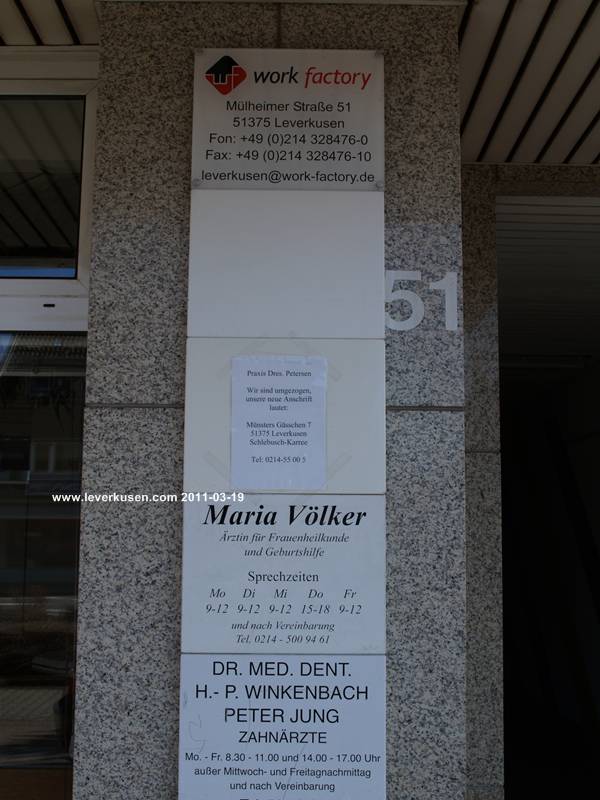 work factory
Mülheimer Straße 51
51375 Leverkusen
Fon: +49 (0)214 328476-0
Fax: +49 (0)214 328476-10
leverkusen@work-factory.de
51
Praxis Dres. Petersen
Wir sind umgezogen,
unsere neue Anschrift
lautet:
Münsters Gässchen 7
51375 Leverkusen
Schlebusch-Karree
Tel: 0214-55 00 5
www.leverkusen.com 2011-03-19
Maria Völker
Ärztin für Frauenheilkunde
und Geburtshilfe
Sprechzeiten
Mo Di Mi Do Fr
9-12 9-12 9-12 15-18 9-12
und nach Vereinbarung
Tel. 0214 - 500 94 61
DR. MED. DENT.
H.- P. WINKENBACH
PETER JUNG
ZAHNÄRZTE
Mo. - Fr. 8.30 - 11.00 und 14.00 - 17.00 Uhr
außer Mittwoch- und Freitagnachmittag
und nach Vereinbarung